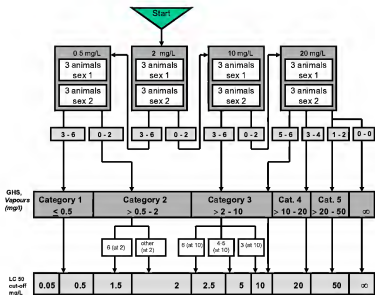 Start
0.5 mg/L 2 mg/L 10 mg/L 20 mg/L
3 animals 3 animals 3 animals 3 animals
sex 1 sex 1 sex 1 sex 1
3 animals 3 animals 3 animals 3 animals
sex 2 sex 2 sex 2 sex 2
3 - 6 0 - 2 3 - 6 0 - 2 3 - 6 0 - 2 5 - 6 3 - 4 1 - 2 0 - 0
GHS,
Vapours
(mg/l)
Category 1 Category 2 Category 3 Cat. 4 Cat. 5 ∞
≤ 0.5 > 0.5 - 2 > 2 - 10 > 10 - 20 > 20 - 50
6 (at 2) other (at 2) 6 (at 10) 4-5 (at 10) 3 (at 10)
LC 50
cut-off
mg/L
0.05 0.5 1.5 2 2.5 5 10 20 50 ∞